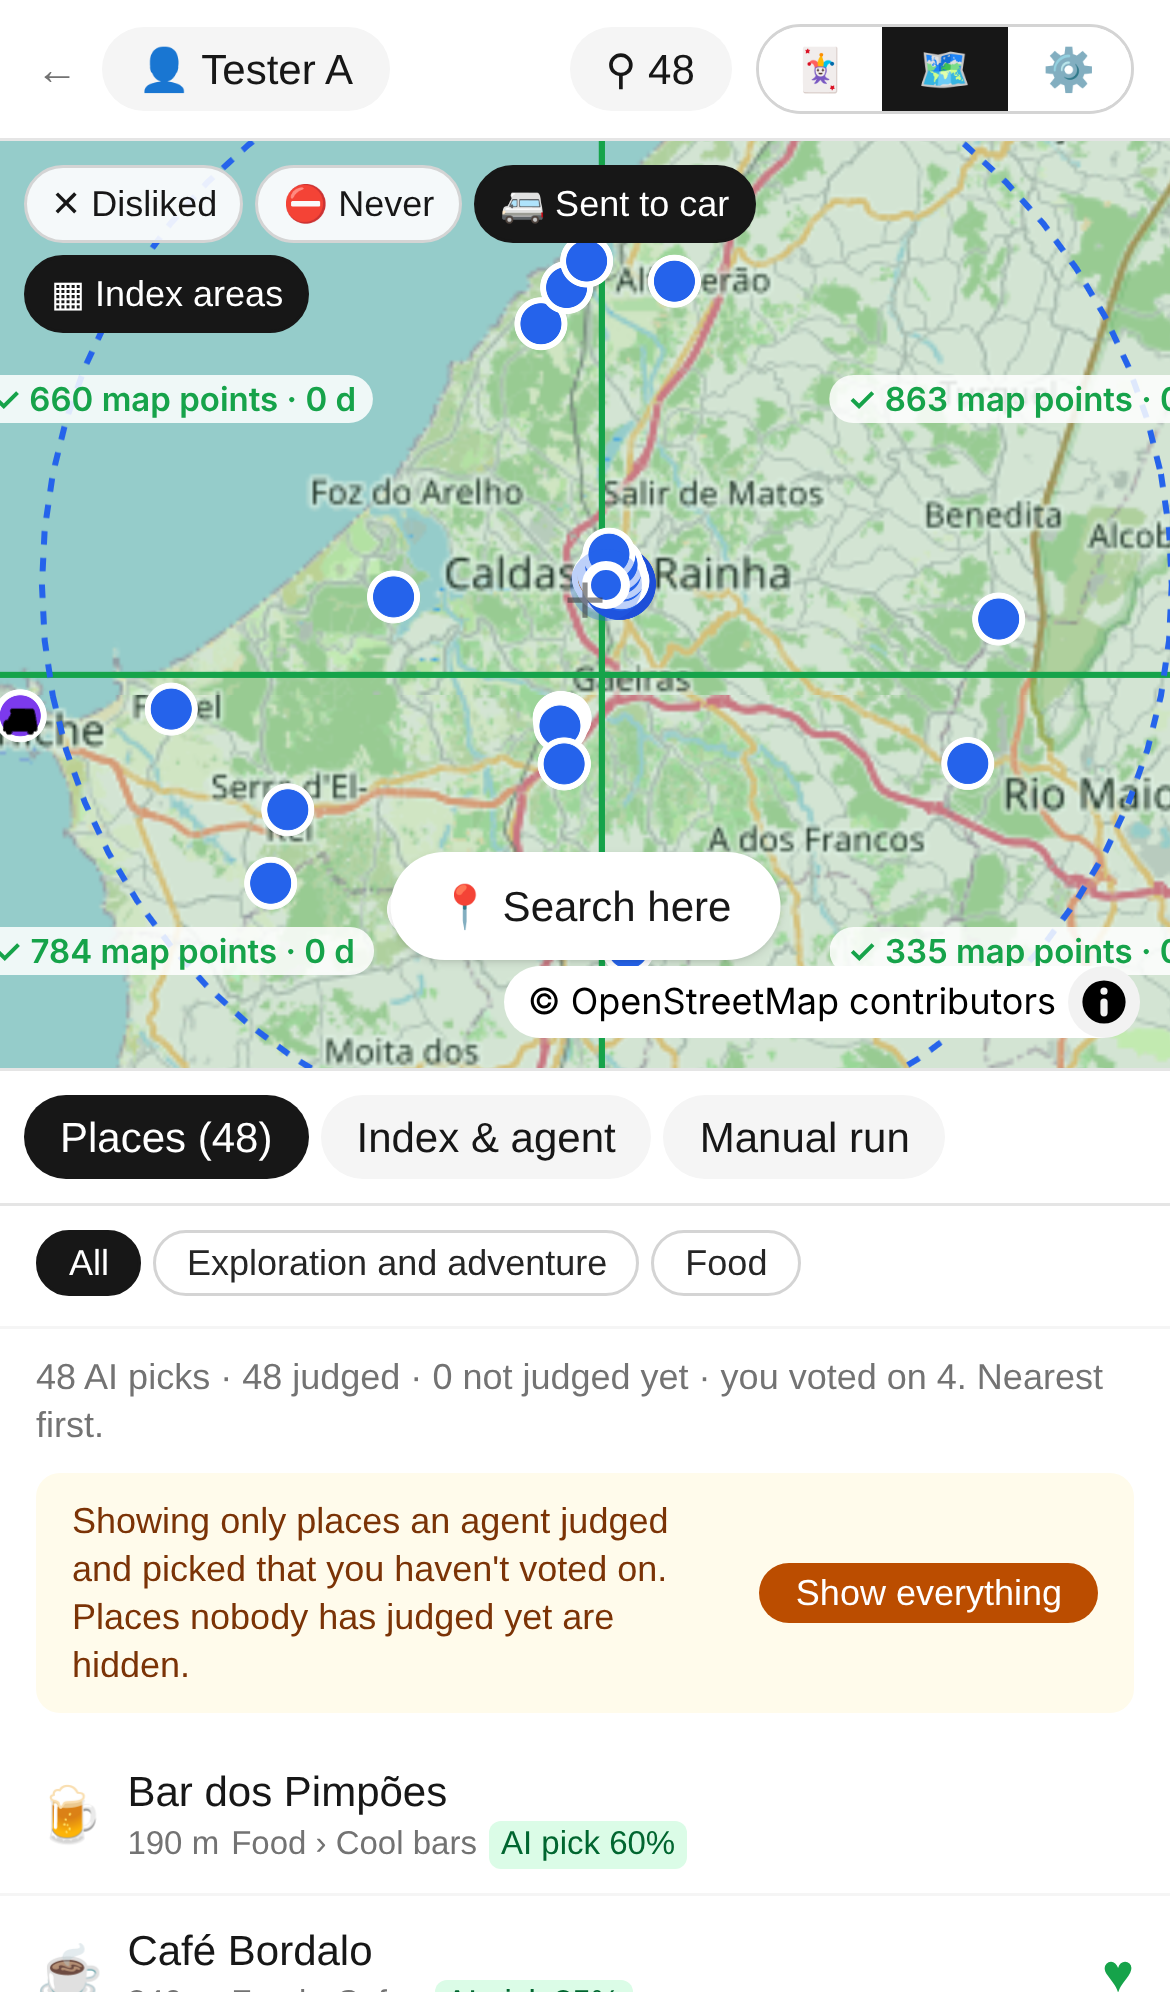 ← 👤 Tester A ⚲ 48
✕ Disliked ⛔ Never Sent to car
▦ Index areas
✓ 660 map points · 0 d
✓ 863 map points · 0
Foz do Arelho
Salir de Matos
Benedita
Caldas Rainha
Gaeiras
Serra d'El-
Rei
Rio Maio
A dos Francos
📍 Search here
✓ 784 map points · 0 d
✓ 335 map points · 0
© OpenStreetMap contributors
Moita dos
Places (48) Index & agent Manual run
All Exploration and adventure Food
48 AI picks · 48 judged · 0 not judged yet · you voted on 4. Nearest
first.
Showing only places an agent judged
and picked that you haven't voted on.
Places nobody has judged yet are
hidden.
Show everything
Bar dos Pimpões
190 m Food › Cool bars AI pick 60%
Café Bordalo
♥